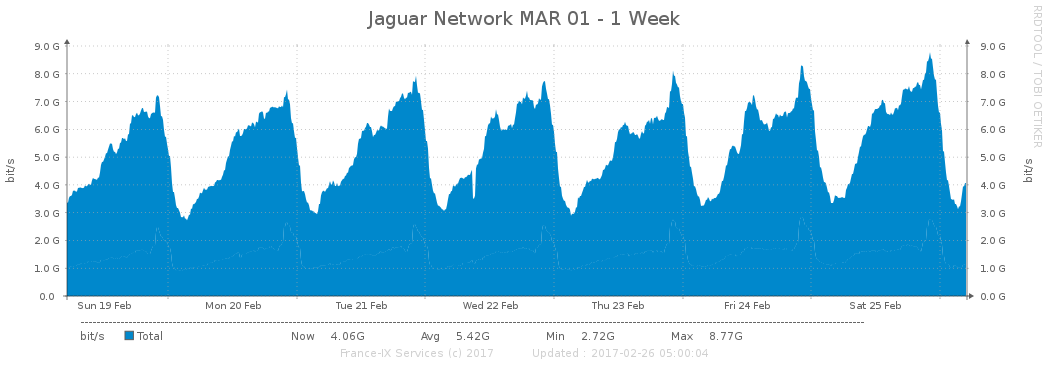 Jaguar Network MAR 01 - 1 Week
RRDTOOL / TOBI OETIKER
bit/s
9.0 G 9.0 G
8.0 G 8.0 G
7.0 G 7.0 G
6.0 G 6.0 G
5.0 G 5.0 G
4.0 G 4.0 G
3.0 G 3.0 G
2.0 G 2.0 G
1.0 G 1.0 G
0.0 0.0 G
bit/s
Sun 19 Feb Mon 20 Feb Tue 21 Feb Wed 22 Feb Thu 23 Feb Fri 24 Feb Sat 25 Feb
bit/s Total Now 4.06G Avg 5.42G Min 2.72G Max 8.77G
France-IX Services (c) 2017 Updated : 2017-02-26 05:00:04